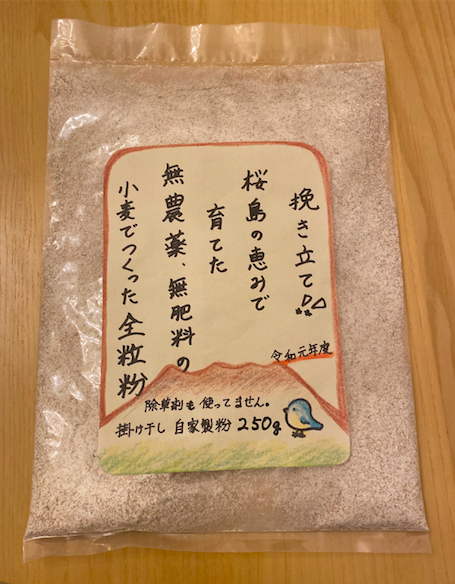 挽き立て!!
桜島の恵みで
育てた
無農薬、無肥料の
小麦でつくった全粒粉
令和元年度
除草剤も使ってません。
掛け干し 自家製粉 250g